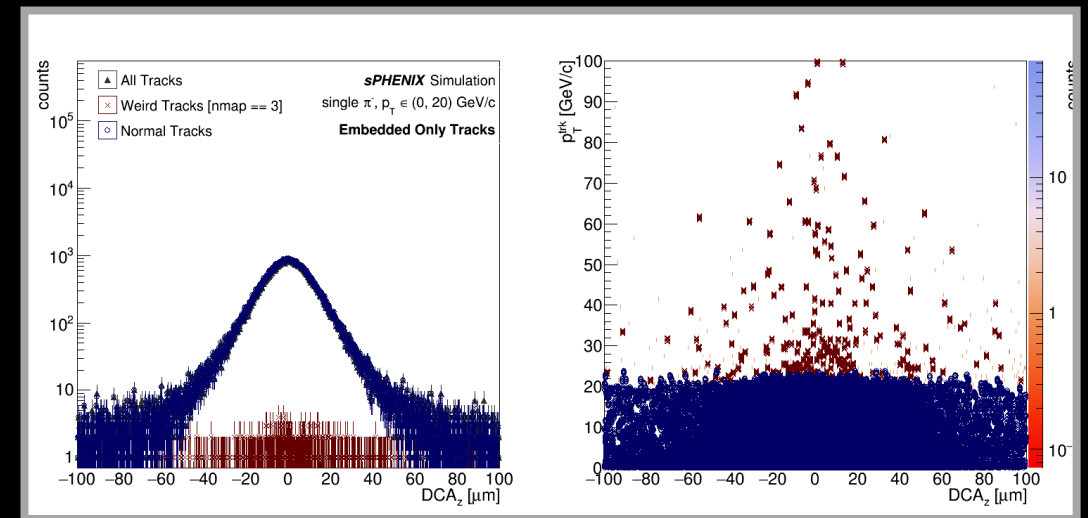 counts
All Tracks
Weird Tracks [nmap == 3]
Normal Tracks
sPHENIX Simulation
single π⁻, p_T ∈ (0, 20) GeV/c
Embedded Only Tracks
10⁵
10⁴
10³
10²
10
1
−100 −80 −60 −40 −20 0 20 40 60 80 100
DCA_z [μm]
p_T^trk [GeV/c]
100
90
80
70
60
50
40
30
20
10
0
−100 −80 −60 −40 −20 0 20 40 60 80 100
DCA_z [μm]
counts
10
1